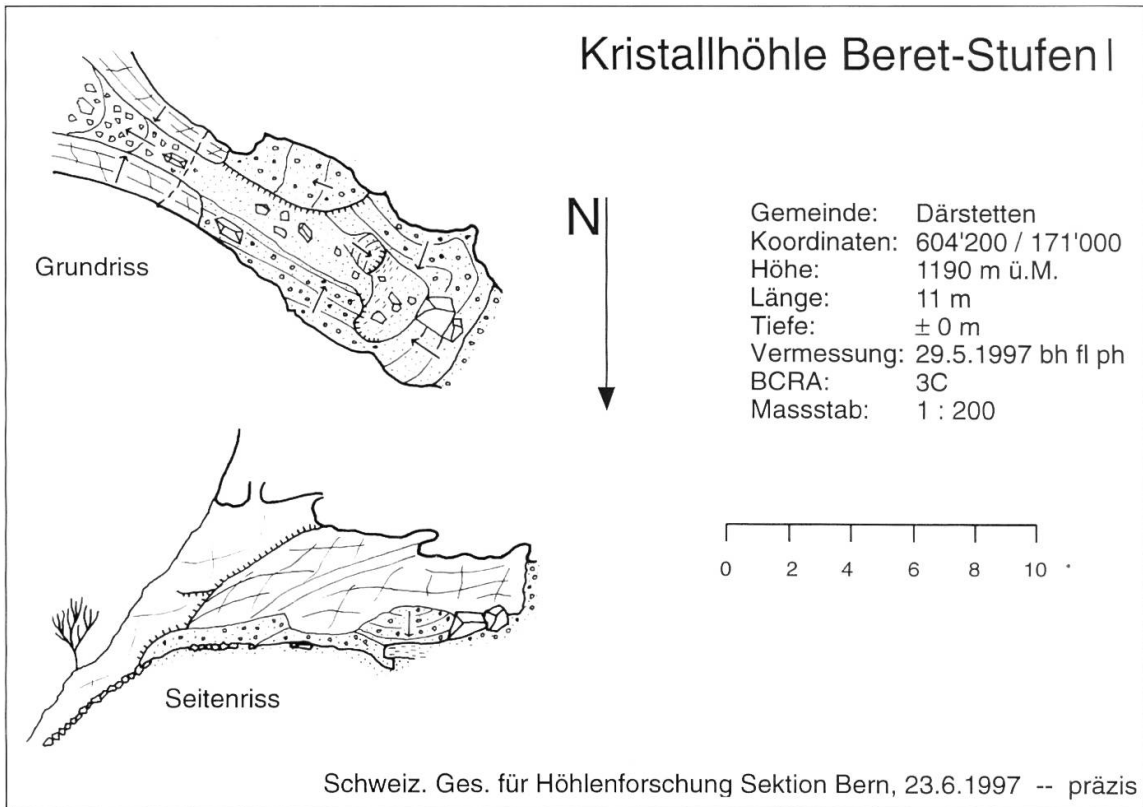 Kristallhöhle Beret-Stufen I
Grundriss
N
Gemeinde: Därstetten
Koordinaten: 604'200 / 171'000
Höhe: 1190 m ü.M.
Länge: 11 m
Tiefe: ± 0 m
Vermessung: 29.5.1997 bh fl ph
BCRA: 3C
Massstab: 1 : 200
0 2 4 6 8 10
Seitenriss
Schweiz. Ges. für Höhlenforschung Sektion Bern, 23.6.1997 -- präzis